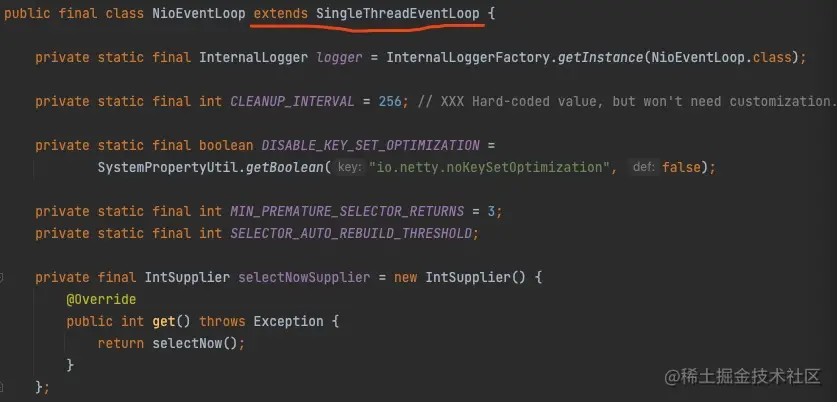 public final class NioEventLoop extends SingleThreadEventLoop {
private static final InternalLogger logger = InternalLoggerFactory.getInstance(NioEventLoop.class);
private static final int CLEANUP_INTERVAL = 256; // XXX Hard-coded value, but won't need customization.
private static final boolean DISABLE_KEY_SET_OPTIMIZATION =
SystemPropertyUtil.getBoolean( key: "io.netty.noKeySetOptimization", def: false);
private static final int MIN_PREMATURE_SELECTOR_RETURNS = 3;
private static final int SELECTOR_AUTO_REBUILD_THRESHOLD;
private final IntSupplier selectNowSupplier = new IntSupplier() {
@Override
public int get() throws Exception {
return selectNow();
}
};
@稀土掘金技术社区